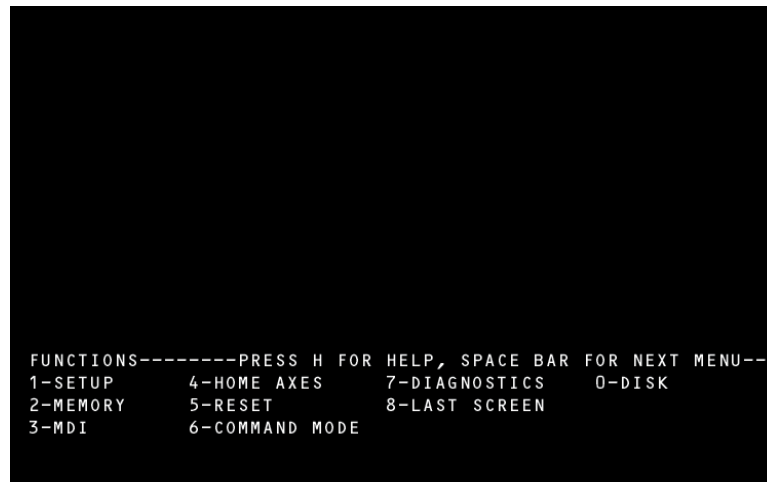 FUNCTIONS--------PRESS H FOR HELP, SPACE BAR FOR NEXT MENU--
1-SETUP 4-HOME AXES 7-DIAGNOSTICS 0-DISK
2-MEMORY 5-RESET 8-LAST SCREEN
3-MDI 6-COMMAND MODE